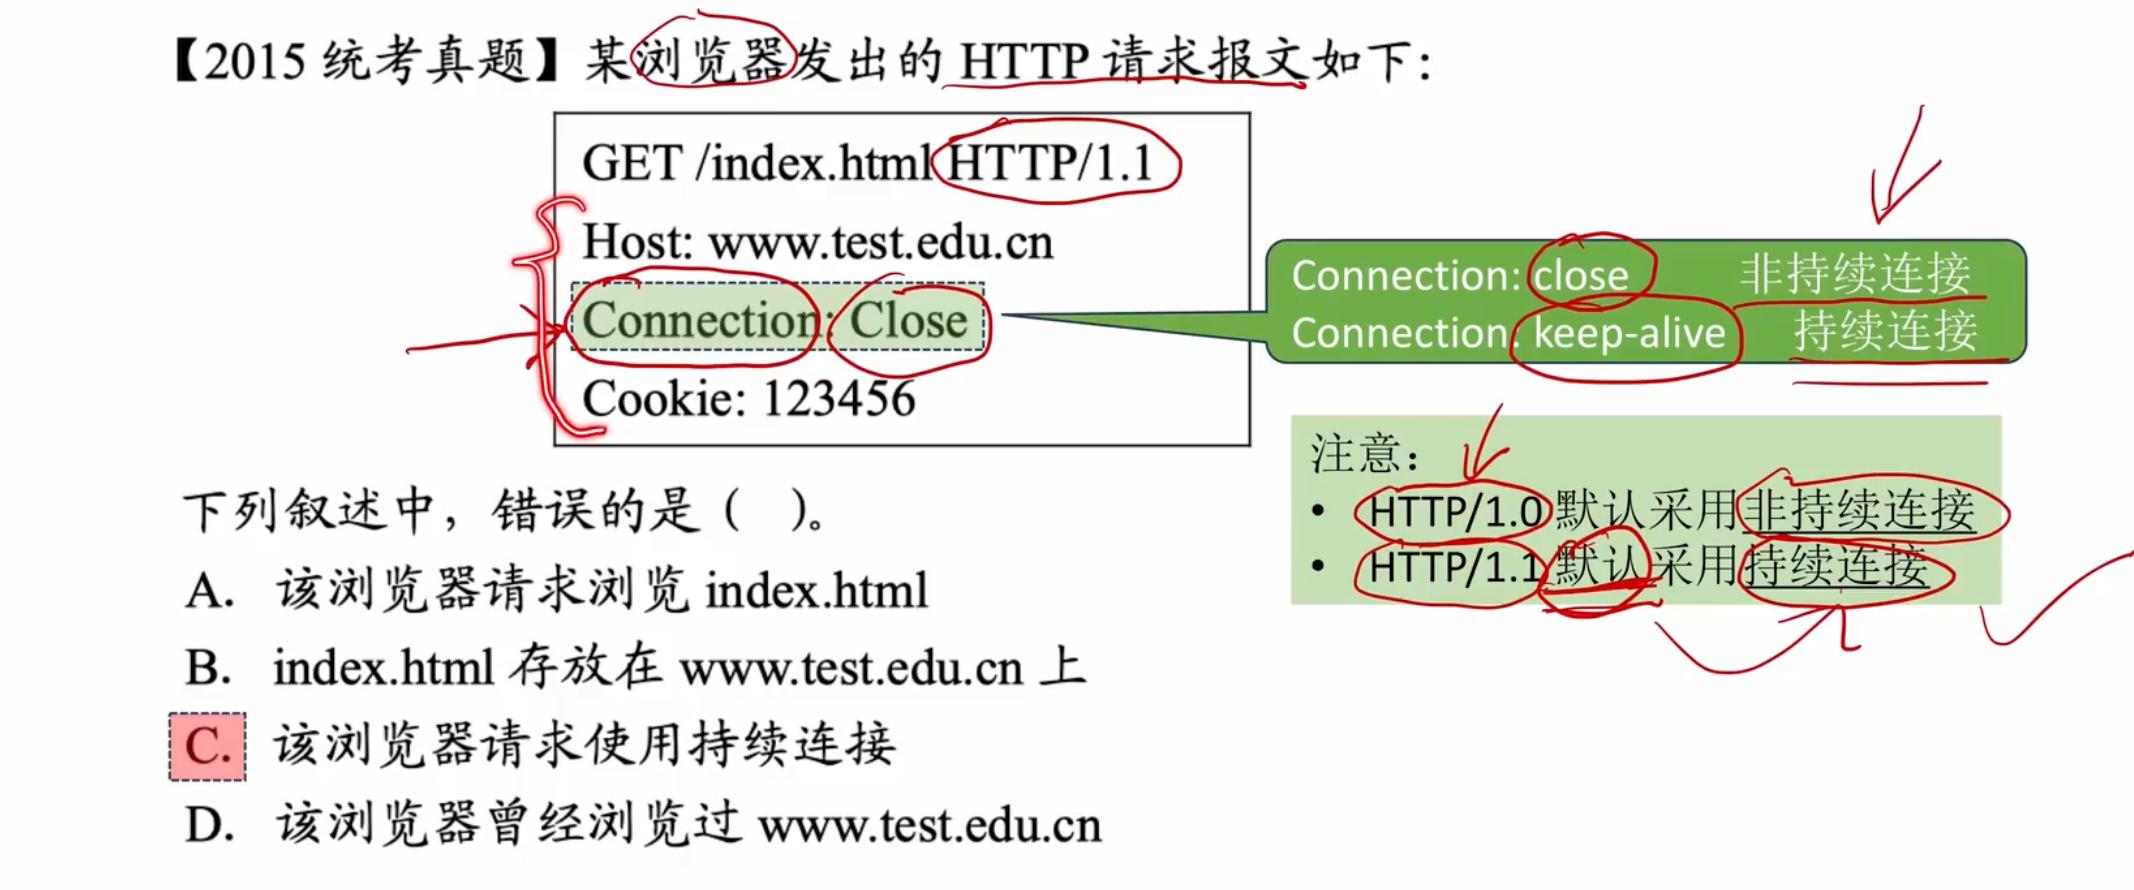 【2015 统考真题】某浏览器发出的 HTTP 请求报文如下：
GET /index.html HTTP/1.1
Host: www.test.edu.cn
Connection: Close
Cookie: 123456
Connection: close 非持续连接
Connection: keep-alive 持续连接
注意：
• HTTP/1.0 默认采用非持续连接
• HTTP/1.1 默认采用持续连接
下列叙述中，错误的是（ ）。
A. 该浏览器请求浏览 index.html
B. index.html 存放在 www.test.edu.cn 上
C. 该浏览器请求使用持续连接
D. 该浏览器曾经浏览过 www.test.edu.cn